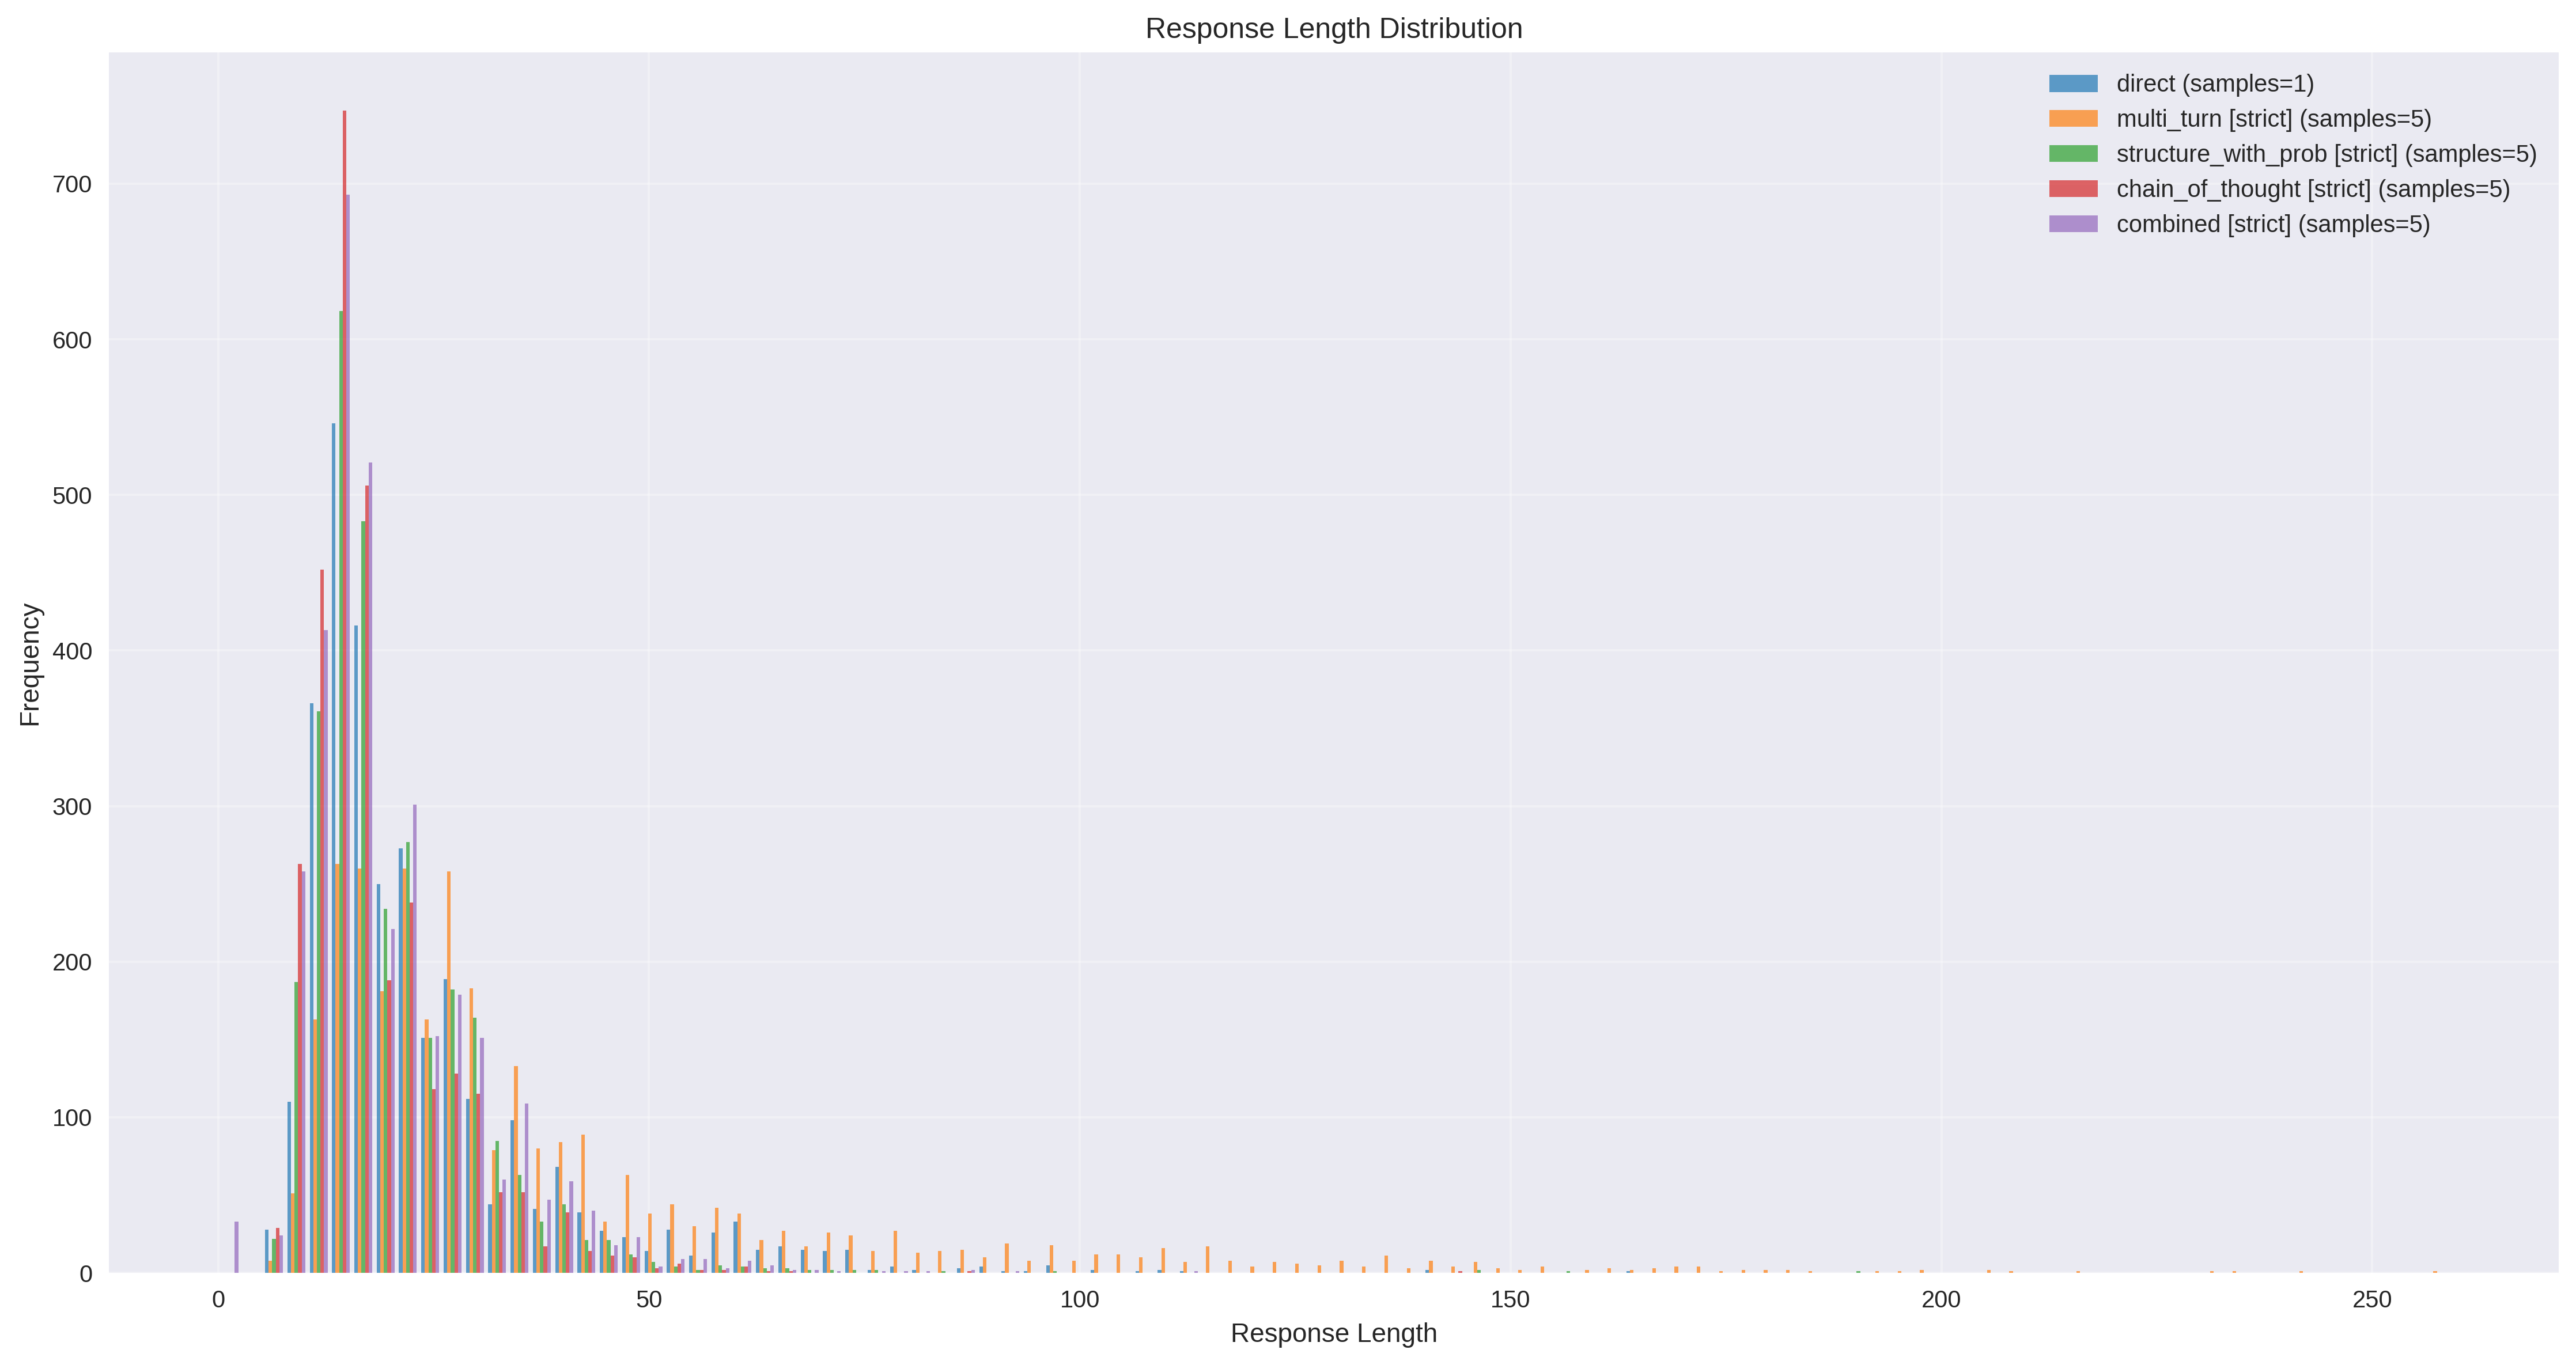 Response Length Distribution
direct (samples=1)
multi_turn [strict] (samples=5)
structure_with_prob [strict] (samples=5)
chain_of_thought [strict] (samples=5)
combined [strict] (samples=5)
Frequency
700
600
500
400
300
200
100
0
0 50 100 150 200 250
Response Length